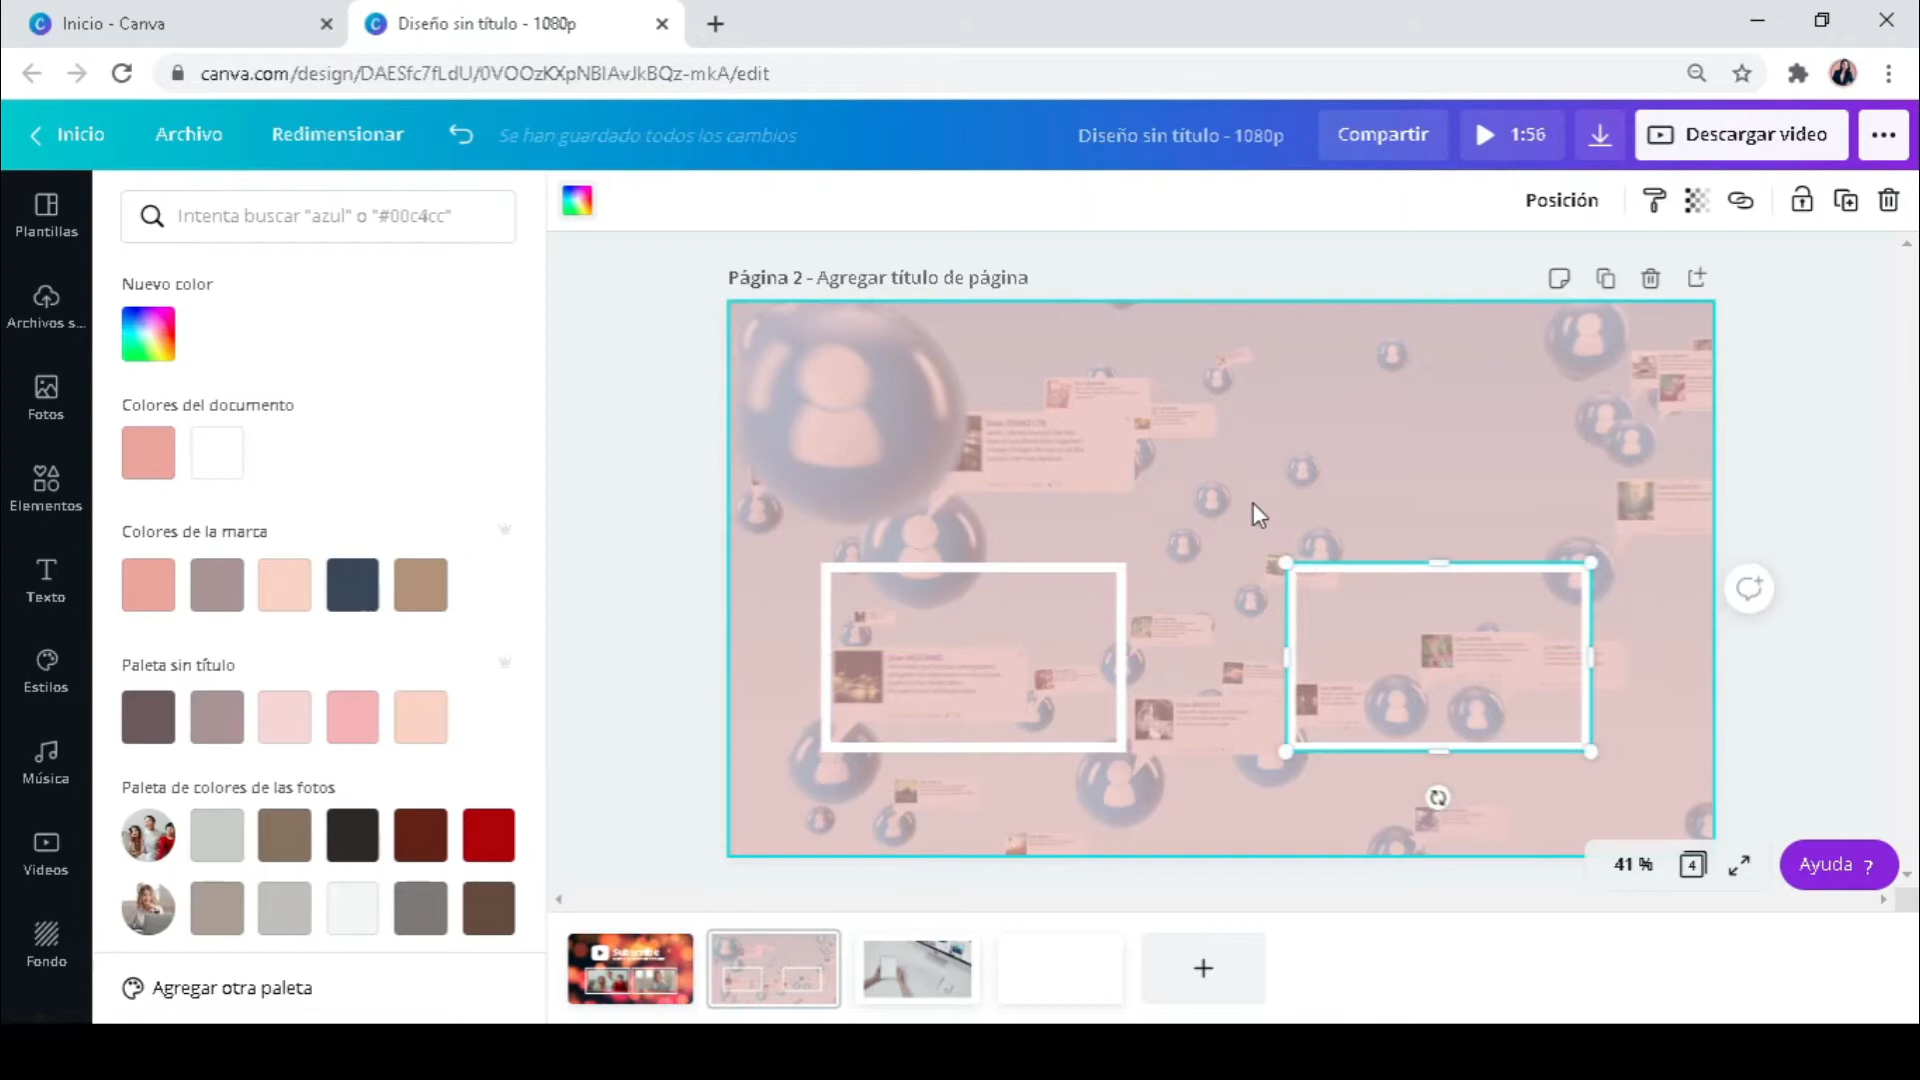 Inicio - Canva
Diseño sin título - 1080p
canva.com/design/DAESfc7fLdU/0VOOzKXpNBIAvJkBQz-mkA/edit
Inicio
Archivo
Redimensionar
Se han guardado todos los cambios
Diseño sin título - 1080p
Compartir
1:56
Descargar video
Plantillas
Archivos s...
Fotos
Elementos
Texto
Estilos
Música
Videos
Fondo
Intenta buscar "azul" o "#00c4cc"
Nuevo color
Colores del documento
Colores de la marca
Paleta sin título
Paleta de colores de las fotos
Agregar otra paleta
Posición
Página 2 - Agregar título de página
41 %
4
Ayuda ?
Subscribe